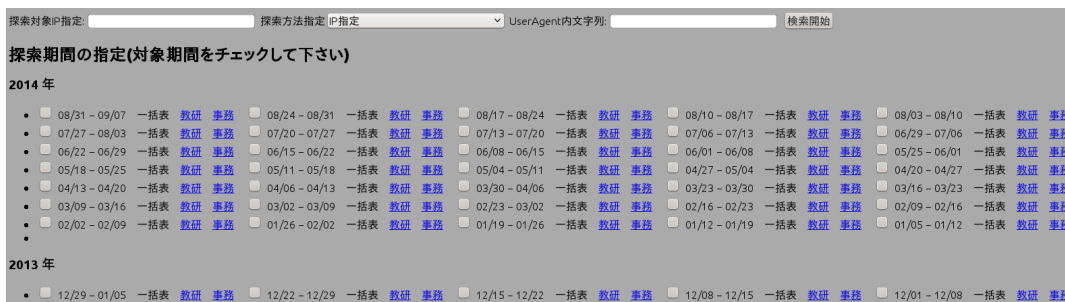 探索対象IP指定: 探索方法指定 IP指定 UserAgent内文字列: 検索開始
探索期間の指定(対象期間をチェックして下さい)
2014 年
08/31 – 09/07 一括表 教研 事務 08/24 – 08/31 一括表 教研 事務 08/17 – 08/24 一括表 教研 事務 08/10 – 08/17 一括表 教研 事務 08/03 – 08/10 一括表 教研 事務
07/27 – 08/03 一括表 教研 事務 07/20 – 07/27 一括表 教研 事務 07/13 – 07/20 一括表 教研 事務 07/06 – 07/13 一括表 教研 事務 06/29 – 07/06 一括表 教研 事務
06/22 – 06/29 一括表 教研 事務 06/15 – 06/22 一括表 教研 事務 06/08 – 06/15 一括表 教研 事務 06/01 – 06/08 一括表 教研 事務 05/25 – 06/01 一括表 教研 事務
05/18 – 05/25 一括表 教研 事務 05/11 – 05/18 一括表 教研 事務 05/04 – 05/11 一括表 教研 事務 04/27 – 05/04 一括表 教研 事務 04/20 – 04/27 一括表 教研 事務
04/13 – 04/20 一括表 教研 事務 04/06 – 04/13 一括表 教研 事務 03/30 – 04/06 一括表 教研 事務 03/23 – 03/30 一括表 教研 事務 03/16 – 03/23 一括表 教研 事務
03/09 – 03/16 一括表 教研 事務 03/02 – 03/09 一括表 教研 事務 02/23 – 03/02 一括表 教研 事務 02/16 – 02/23 一括表 教研 事務 02/09 – 02/16 一括表 教研 事務
02/02 – 02/09 一括表 教研 事務 01/26 – 02/02 一括表 教研 事務 01/19 – 01/26 一括表 教研 事務 01/12 – 01/19 一括表 教研 事務 01/05 – 01/12 一括表 教研 事務
2013 年
12/29 – 01/05 一括表 教研 事務 12/22 – 12/29 一括表 教研 事務 12/15 – 12/22 一括表 教研 事務 12/08 – 12/15 一括表 教研 事務 12/01 – 12/08 一括表 教研 事務